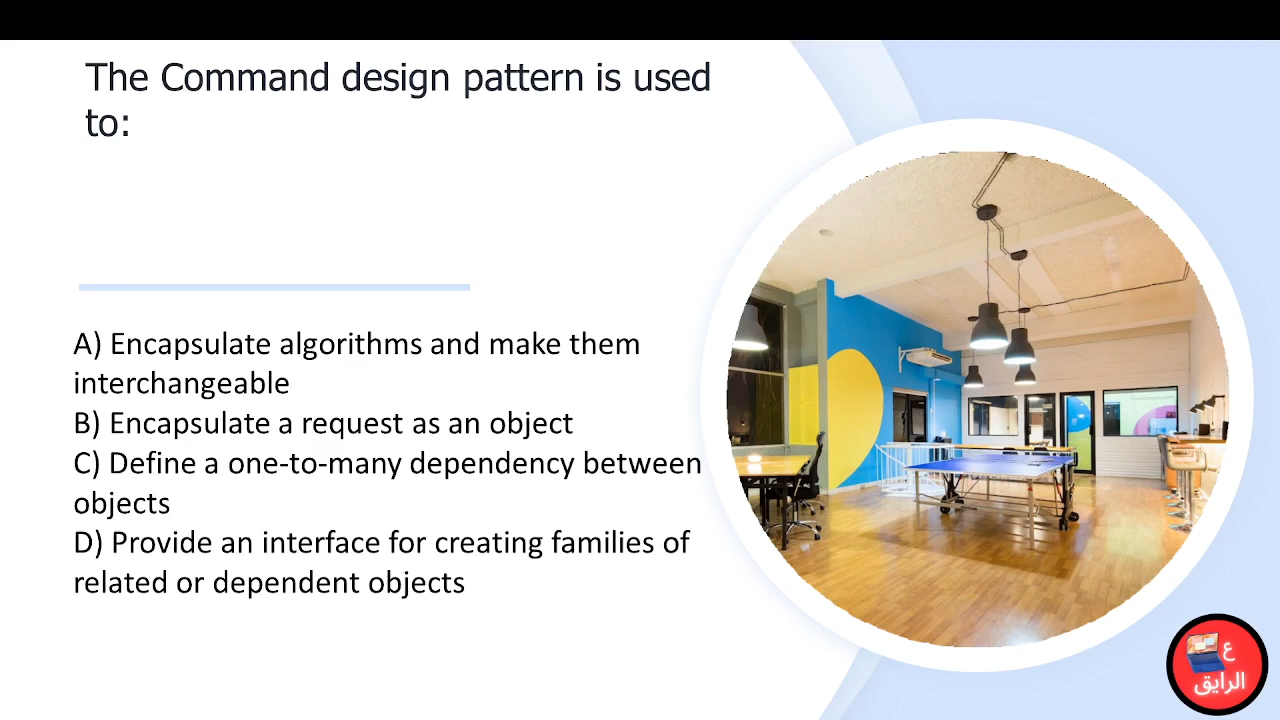 The Command design pattern is used
to:
A) Encapsulate algorithms and make them
interchangeable
B) Encapsulate a request as an object
C) Define a one-to-many dependency between
objects
D) Provide an interface for creating families of
related or dependent objects
ع
الرايق